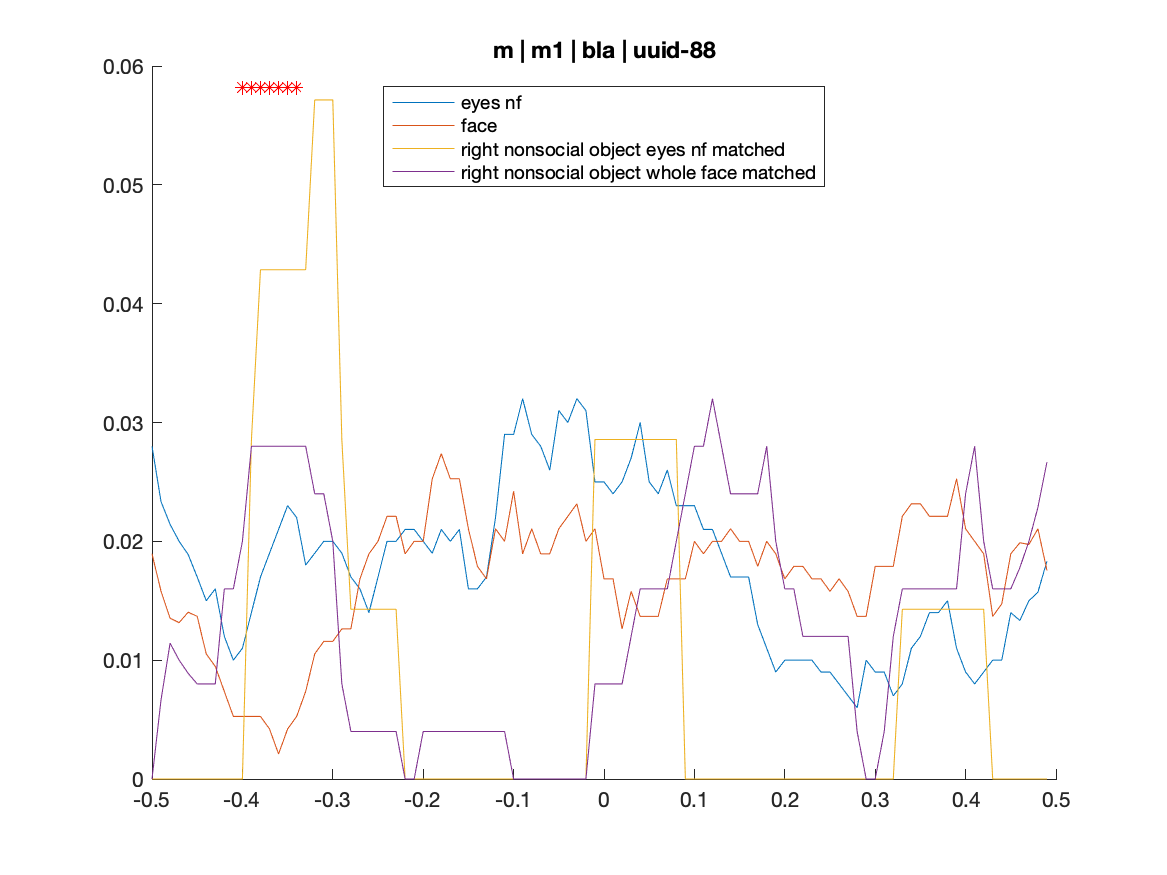 m | m1 | bla | uuid-88
0.06
eyes nf
face
right nonsocial object eyes nf matched
right nonsocial object whole face matched
0.05
0.04
0.03
0.02
0.01
0
-0.5 -0.4 -0.3 -0.2 -0.1 0 0.1 0.2 0.3 0.4 0.5